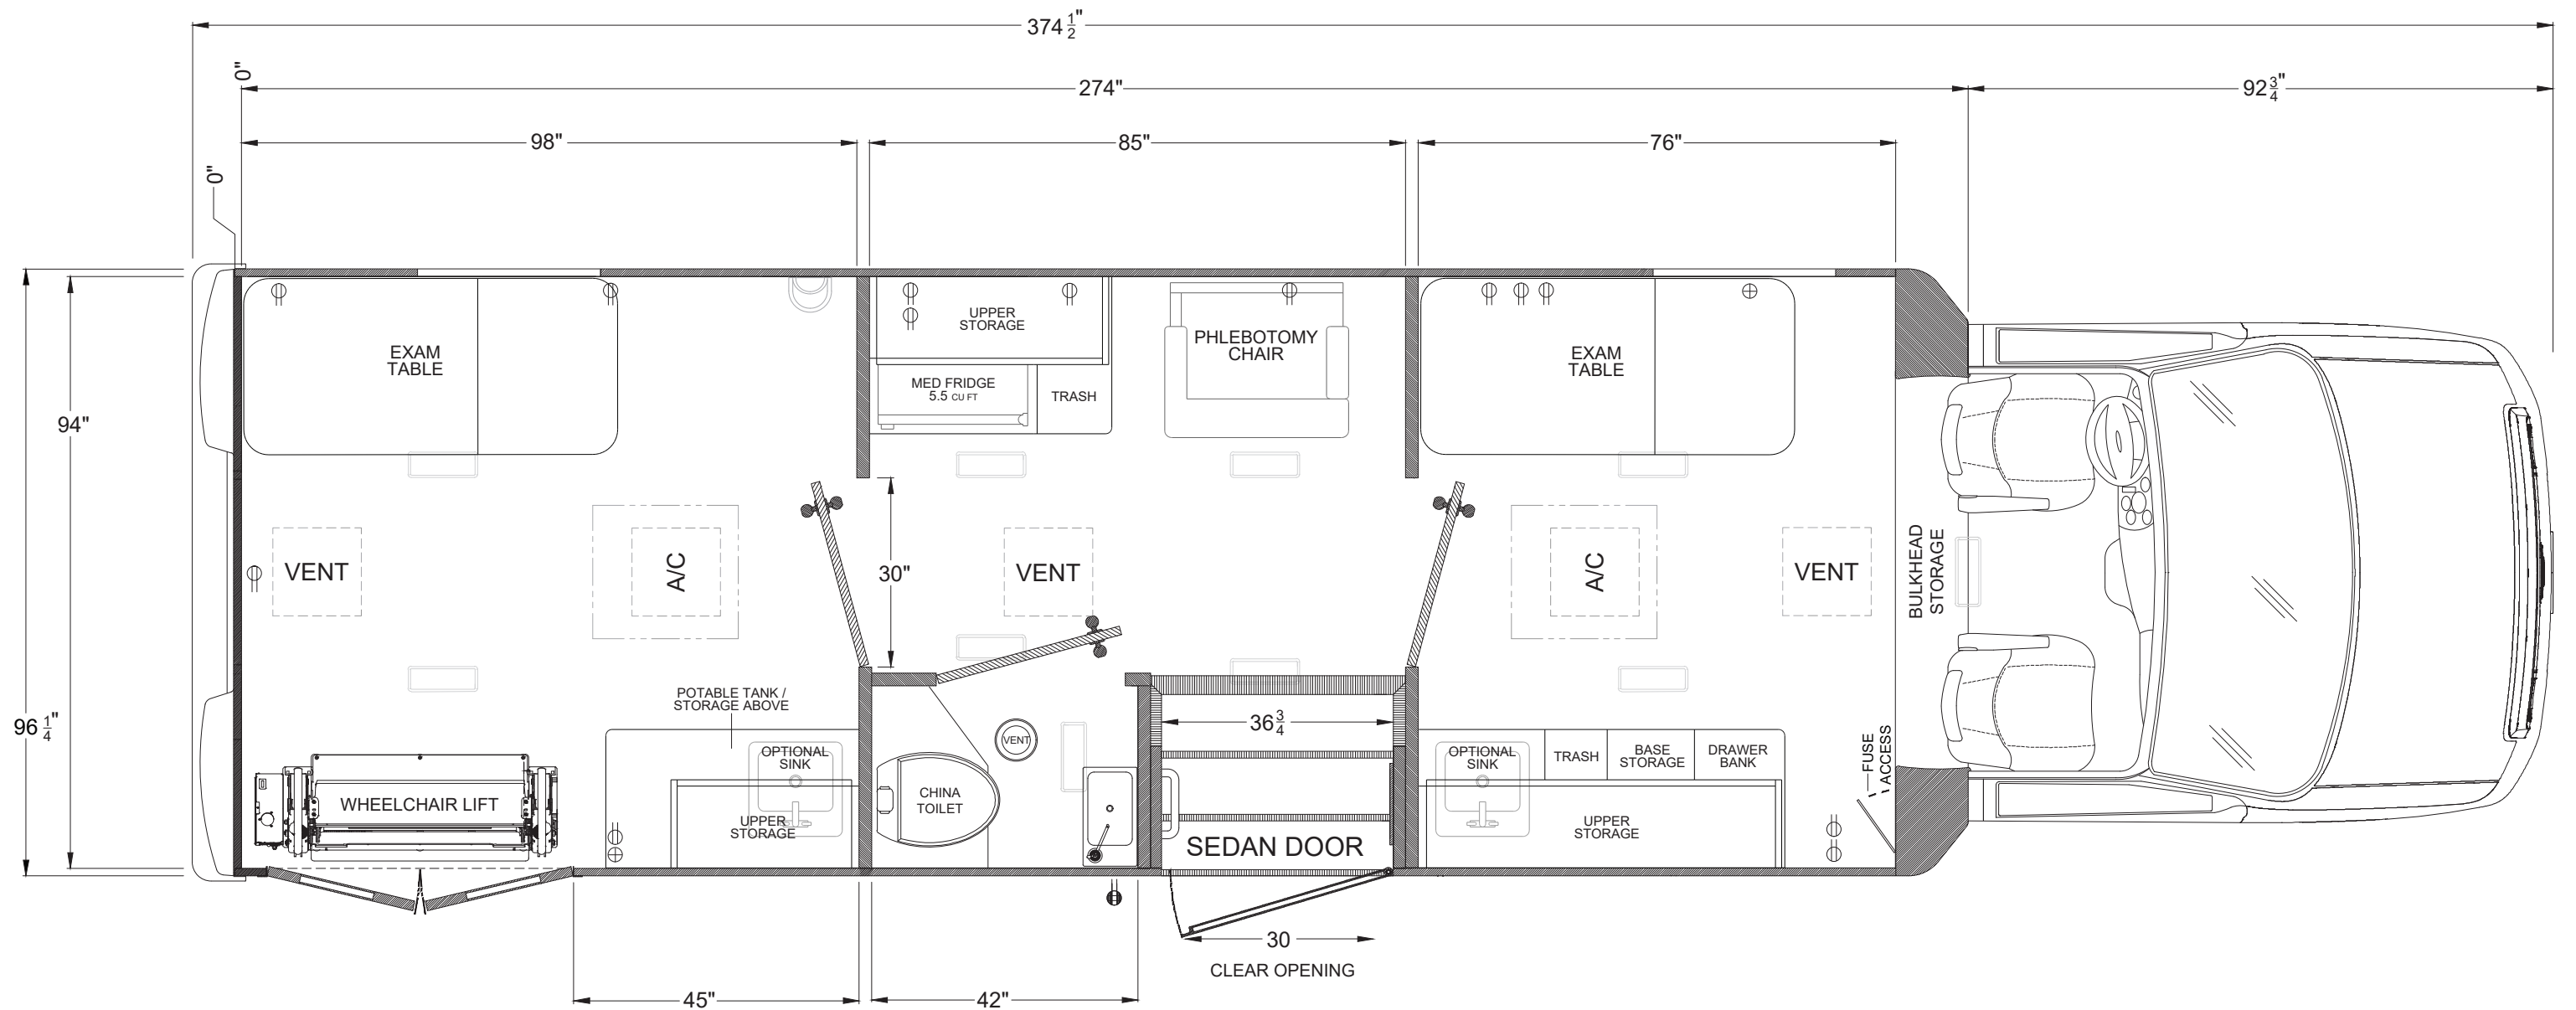 374 1/2"
0"
274"
92 3/4"
98"
85"
76"
0"
UPPER
STORAGE
PHLEBOTOMY
CHAIR
EXAM
TABLE
EXAM
TABLE
MED FRIDGE
5.5 CU FT
TRASH
94"
96 1/4"
VENT
A/C
30"
VENT
A/C
VENT
BULKHEAD
STORAGE
POTABLE TANK /
STORAGE ABOVE
36 3/4
VENT
OPTIONAL
SINK
OPTIONAL
SINK
TRASH
BASE
STORAGE
DRAWER
BANK
FUSE
ACCESS
WHEELCHAIR LIFT
CHINA
TOILET
UPPER
STORAGE
SEDAN DOOR
UPPER
STORAGE
30
CLEAR OPENING
45"
42"